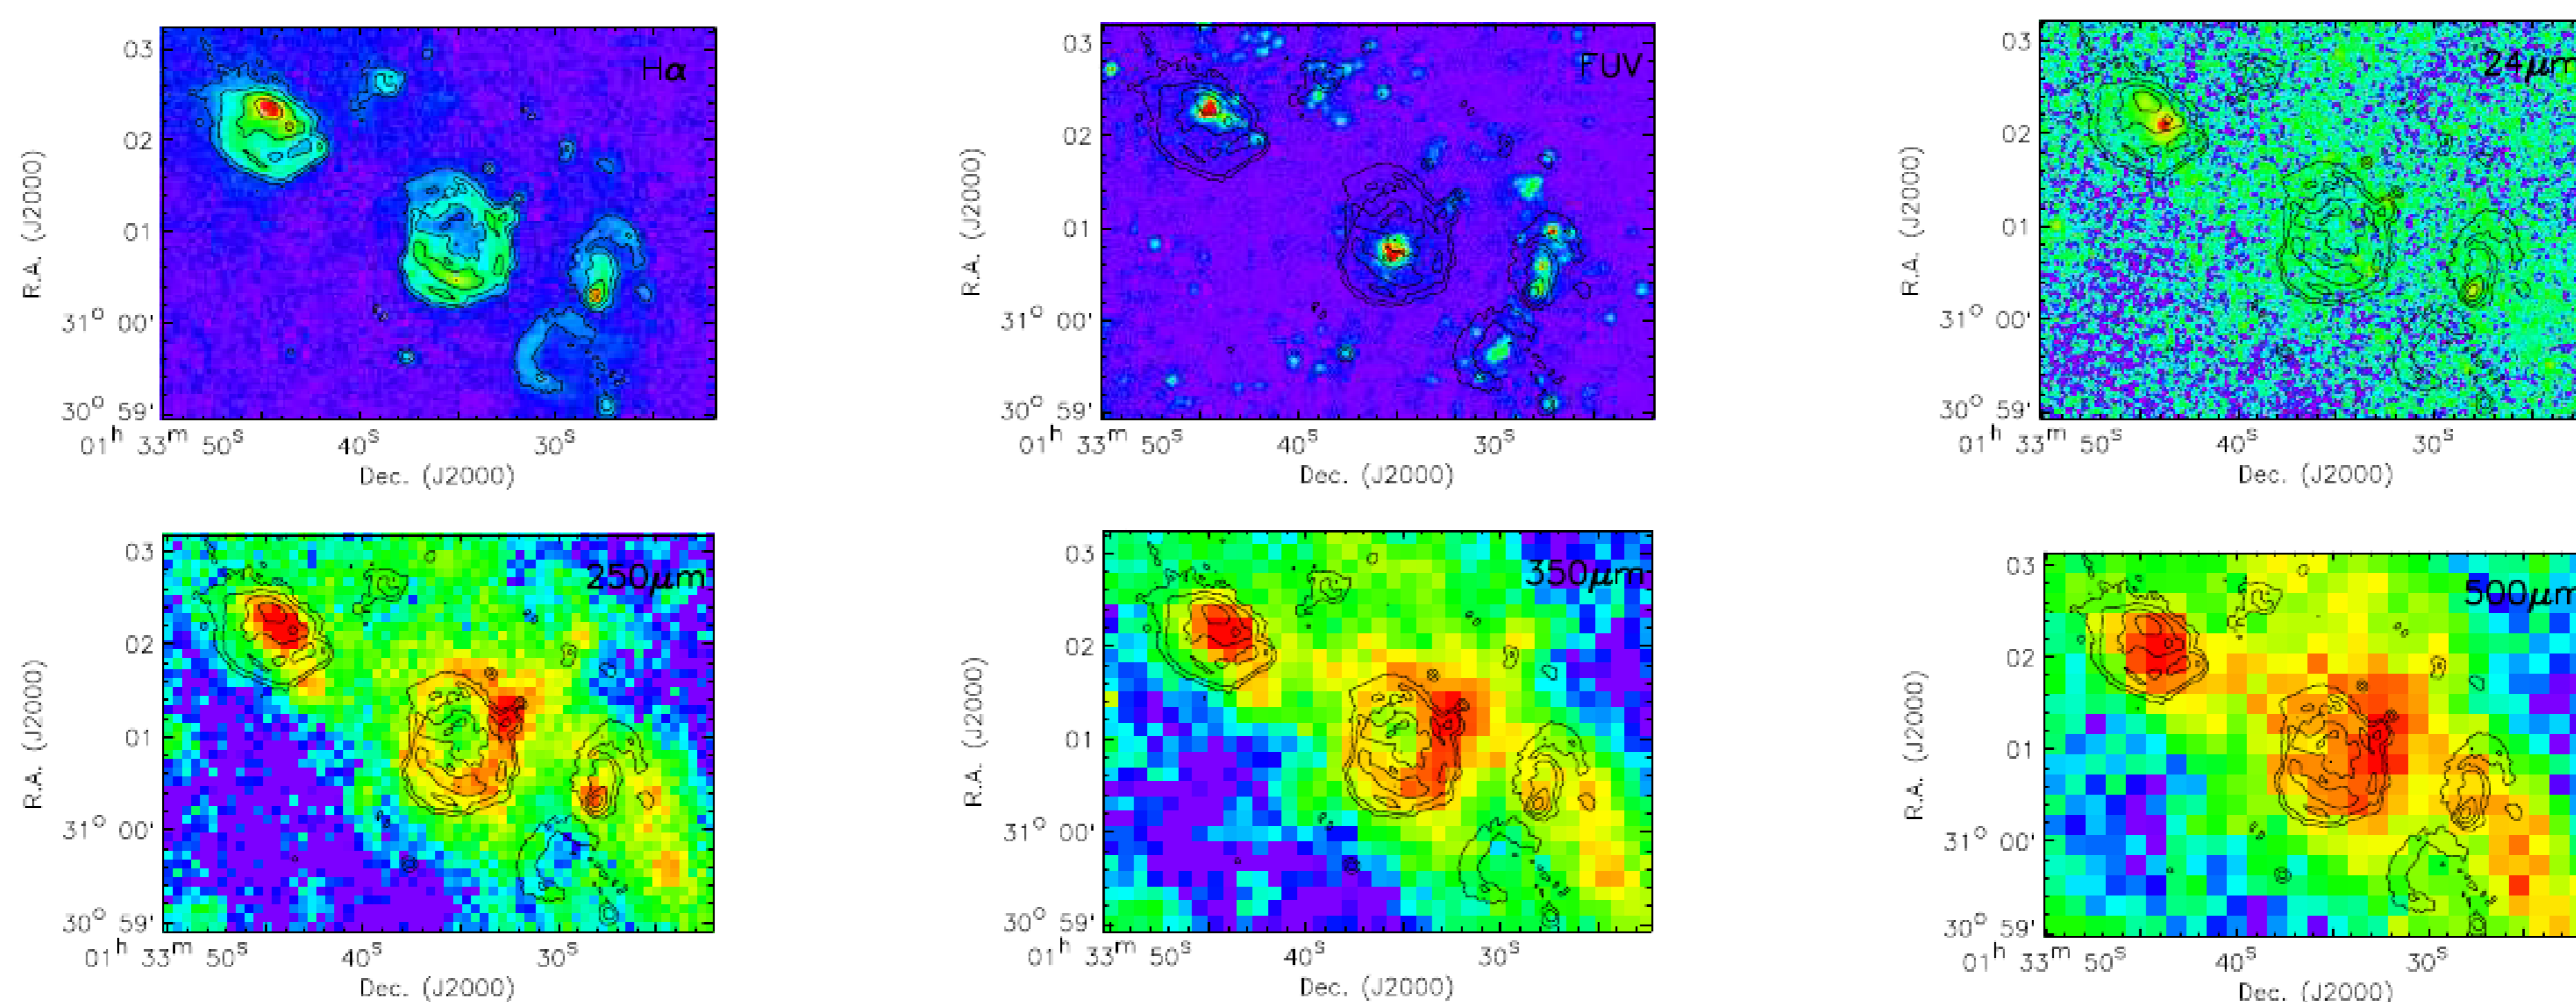 Hα
FUV
24μm
R.A. (J2000)
03
02
01
31° 00'
30° 59'
01ʰ 33ᵐ 50ˢ 40ˢ 30ˢ
Dec. (J2000)
R.A. (J2000)
03
02
01
31° 00'
30° 59'
01ʰ 33ᵐ 50ˢ 40ˢ 30ˢ
Dec. (J2000)
R.A. (J2000)
03
02
01
31° 00'
30° 59'
01ʰ 33ᵐ 50ˢ 40ˢ 30ˢ
Dec. (J2000)
250μm
350μm
500μm
R.A. (J2000)
03
02
01
31° 00'
30° 59'
01ʰ 33ᵐ 50ˢ 40ˢ 30ˢ
Dec. (J2000)
R.A. (J2000)
03
02
01
31° 00'
30° 59'
01ʰ 33ᵐ 50ˢ 40ˢ 30ˢ
Dec. (J2000)
R.A. (J2000)
03
02
01
31° 00'
30° 59'
01ʰ 33ᵐ 50ˢ 40ˢ 30ˢ
Dec. (J2000)